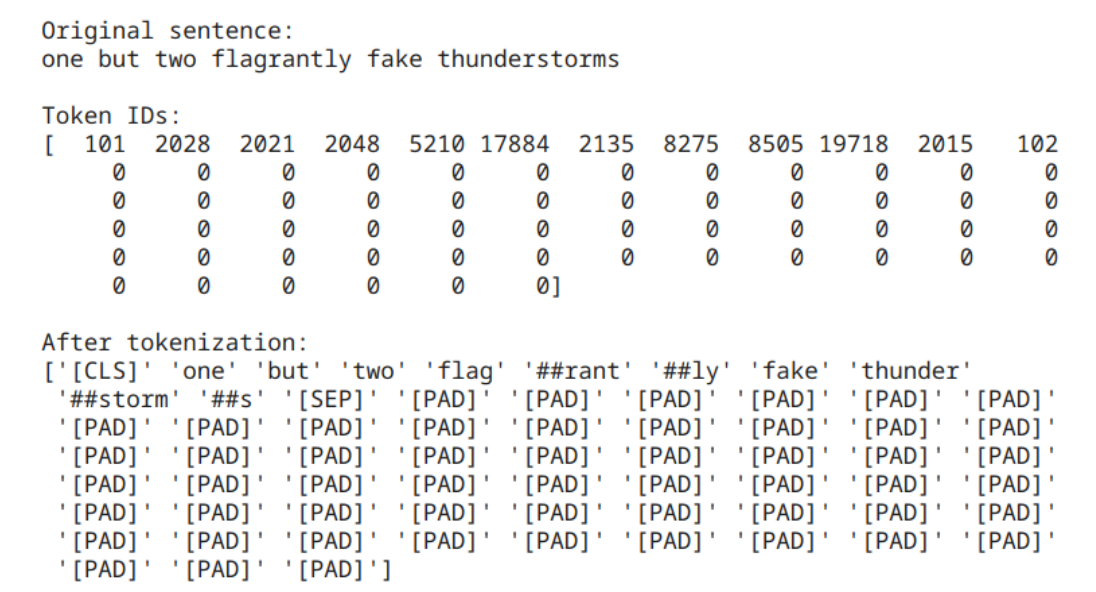 Original sentence:
one but two flagrantly fake thunderstorms
Token IDs:
[ 101 2028 2021 2048 5210 17884 2135 8275 8505 19718 2015 102
0 0 0 0 0 0 0 0 0 0 0 0
0 0 0 0 0 0 0 0 0 0 0 0
0 0 0 0 0 0 0 0 0 0 0 0
0 0 0 0 0 0 0 0 0 0 0 0
0 0 0 0 0 0]
After tokenization:
['[CLS]' 'one' 'but' 'two' 'flag' '##rant' '##ly' 'fake' 'thunder'
'##storm' '##s' '[SEP]' '[PAD]' '[PAD]' '[PAD]' '[PAD]' '[PAD]' '[PAD]'
'[PAD]' '[PAD]' '[PAD]' '[PAD]' '[PAD]' '[PAD]' '[PAD]' '[PAD]' '[PAD]'
'[PAD]' '[PAD]' '[PAD]' '[PAD]' '[PAD]' '[PAD]' '[PAD]' '[PAD]' '[PAD]'
'[PAD]' '[PAD]' '[PAD]' '[PAD]' '[PAD]' '[PAD]' '[PAD]' '[PAD]' '[PAD]'
'[PAD]' '[PAD]' '[PAD]' '[PAD]' '[PAD]' '[PAD]' '[PAD]' '[PAD]' '[PAD]'
'[PAD]' '[PAD]' '[PAD]' '[PAD]' '[PAD]' '[PAD]' '[PAD]' '[PAD]' '[PAD]'
'[PAD]' '[PAD]' '[PAD]']